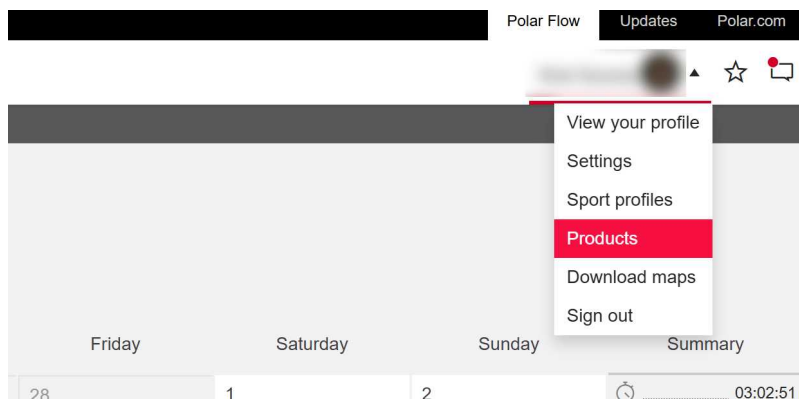 Polar Flow Updates Polar.com
View your profile
Settings
Sport profiles
Products
Download maps
Sign out
Friday Saturday Sunday Summary
28 1 2 03:02:51